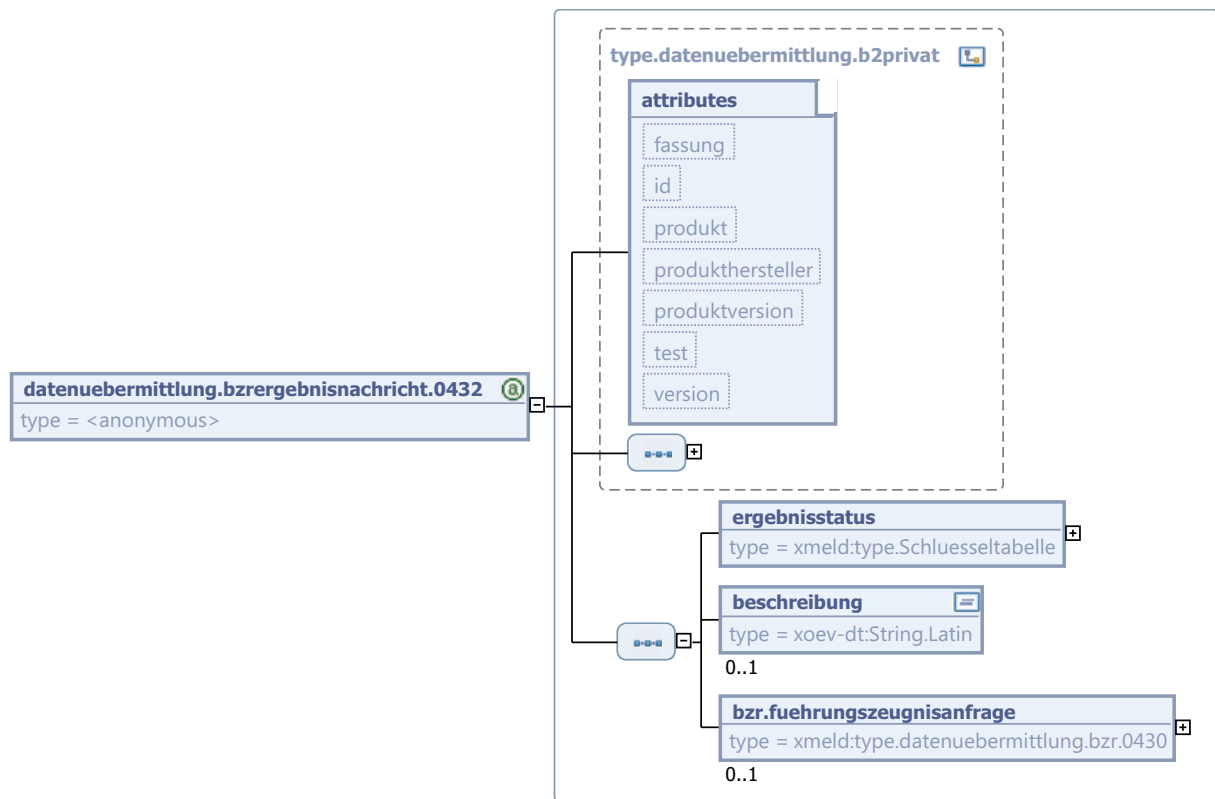 type.datenuebermittlung.b2privat
attributes
fassung
id
produkt
produkthersteller
produktversion
test
version
datenuebermittlung.bzrergebnisnachricht.0432
type = <anonymous>
ergebnisstatus
type = xmeld:type.Schluesseltabelle
beschreibung
type = xoev-dt:String.Latin
0..1
bzr.fuehrungszeugnisanfrage
type = xmeld:type.datenuebermittlung.bzr.0430
0..1